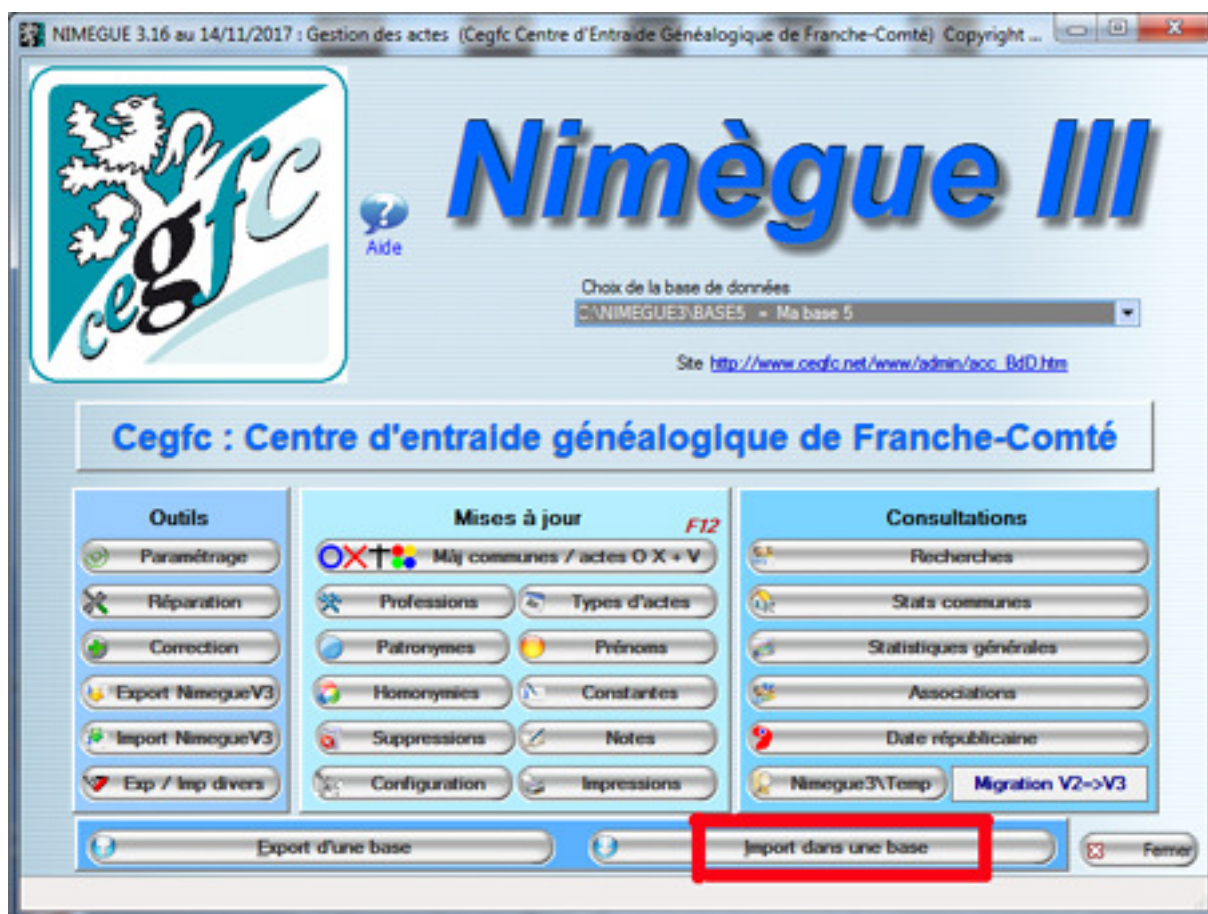 NIMEGUE 3.16 au 14/11/2017 : Gestion des actes (Cegfc Centre d'Entraide Généalogique de Franche-Comté) Copyright ...
cegfc
Nimègue III
? Aide
Choix de la base de données
C:\NIMEGUE3\BASE5 = Ma base 5
Site http://www.cegfc.net/www/admin/acc_BdD.htm
Cegfc : Centre d'entraide généalogique de Franche-Comté
Outils
Paramétrage
Réparation
Correction
Export NimegueV3
Import NimegueV3
Exp / Imp divers
Mises à jour F12
OX† Màj communes / actes O X + V
Professions Types d'actes
Patronymes Prénoms
Homonymies Constantes
Suppressions Notes
Configuration Impressions
Consultations
Recherches
Stats communes
Statistiques générales
Associations
Date républicaine
Nimegue3\Temp Migration V2=>V3
Export d'une base Import dans une base Fermer